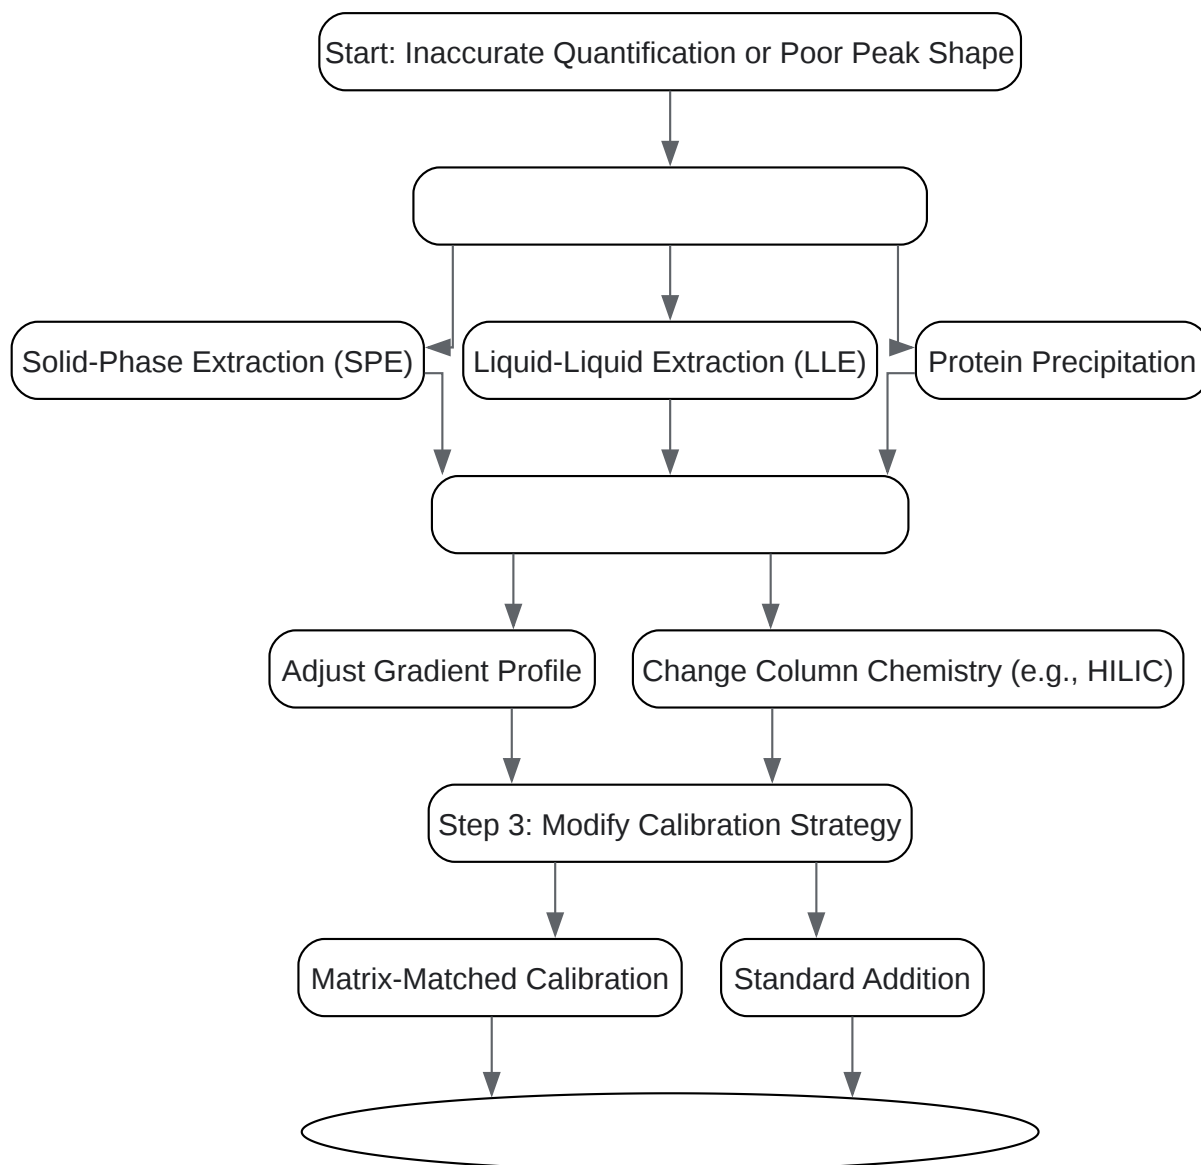 Start: Inaccurate Quantification or Poor Peak Shape
Solid-Phase Extraction (SPE)
Liquid-Liquid Extraction (LLE)
Protein Precipitation
Adjust Gradient Profile
Change Column Chemistry (e.g., HILIC)
Step 3: Modify Calibration Strategy
Matrix-Matched Calibration
Standard Addition